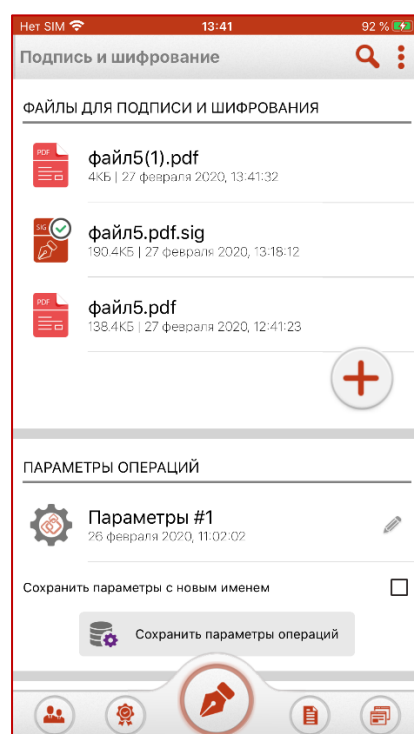 Нет SIM 13:41 92 %
Подпись и шифрование
ФАЙЛЫ ДЛЯ ПОДПИСИ И ШИФРОВАНИЯ
PDF
файл5(1).pdf
4КБ | 27 февраля 2020, 13:41:32
SIG
файл5.pdf.sig
190.4КБ | 27 февраля 2020, 13:18:12
PDF
файл5.pdf
138.4КБ | 27 февраля 2020, 12:41:23
ПАРАМЕТРЫ ОПЕРАЦИЙ
Параметры #1
26 февраля 2020, 11:02:02
Сохранить параметры с новым именем
Сохранить параметры операций